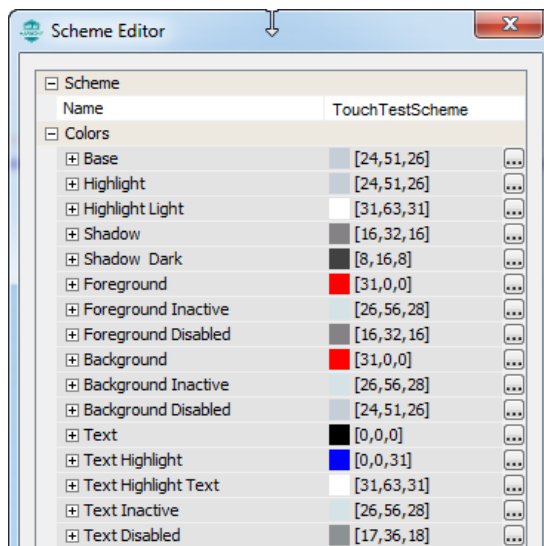 Scheme Editor
Scheme
Name TouchTestScheme
Colors
Base [24,51,26]
Highlight [24,51,26]
Highlight Light [31,63,31]
Shadow [16,32,16]
Shadow Dark [8,16,8]
Foreground [31,0,0]
Foreground Inactive [26,56,28]
Foreground Disabled [16,32,16]
Background [31,0,0]
Background Inactive [26,56,28]
Background Disabled [24,51,26]
Text [0,0,0]
Text Highlight [0,0,31]
Text Highlight Text [31,63,31]
Text Inactive [26,56,28]
Text Disabled [17,36,18]